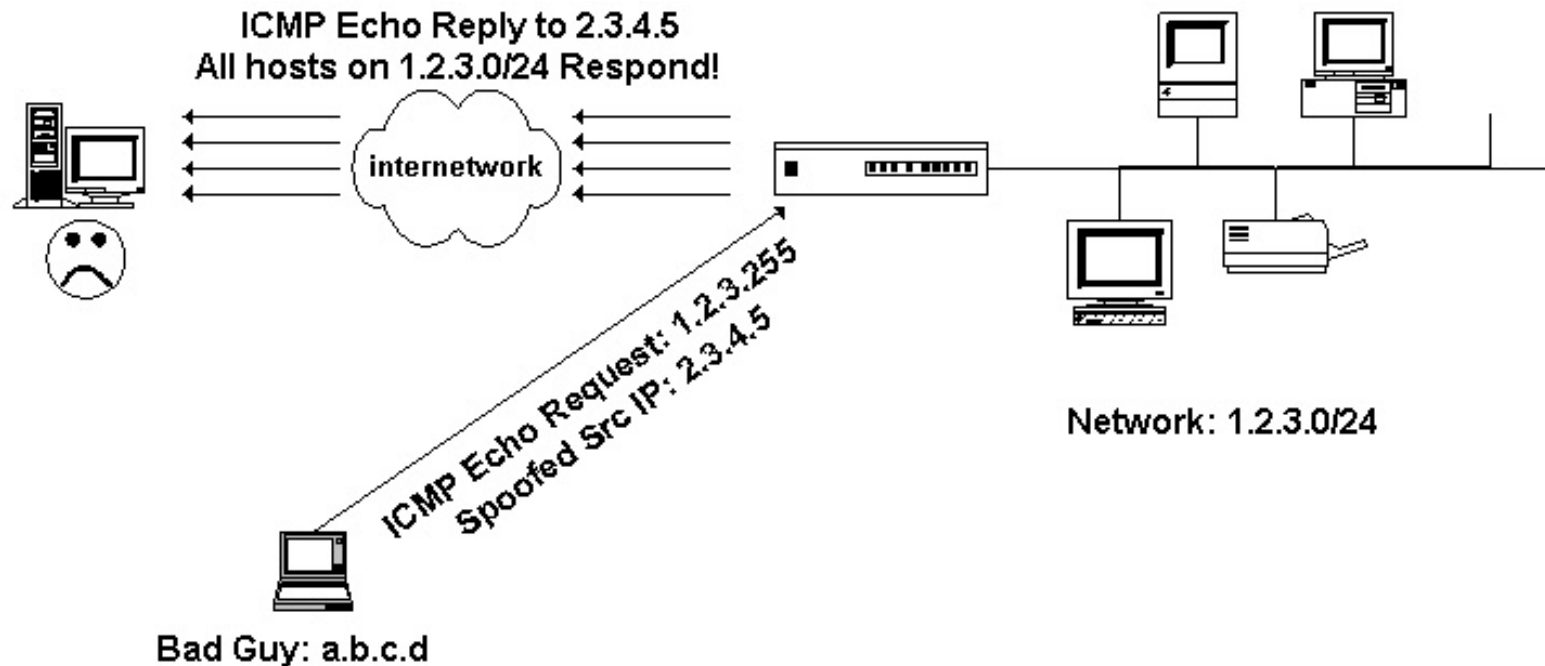 ICMP Echo Reply to 2.3.4.5
All hosts on 1.2.3.0/24 Respond!
internetwork
ICMP Echo Request: 1.2.3.255
Spoofed Src IP: 2.3.4.5
Network: 1.2.3.0/24
Bad Guy: a.b.c.d